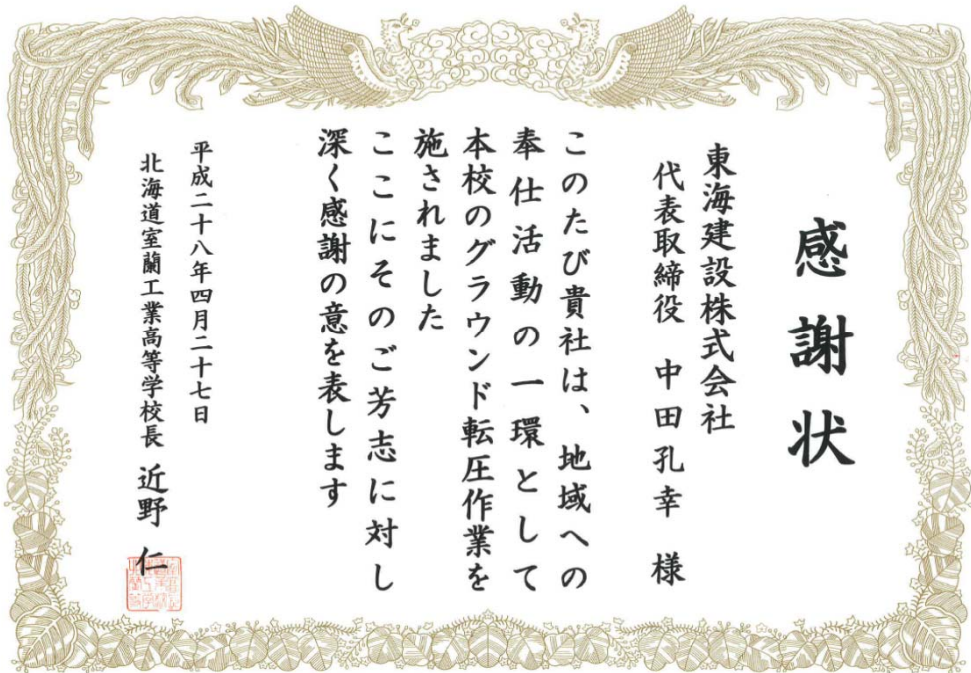 感謝状
東海建設株式会社
代表取締役 中田孔幸 様
このたび貴社は、地域への
奉仕活動の一環として
本校のグラウンド転圧作業を
施されました
ここにそのご芳志に対し
深く感謝の意を表します
平成二十八年四月二十七日
北海道室蘭工業高等学校長 近野 仁